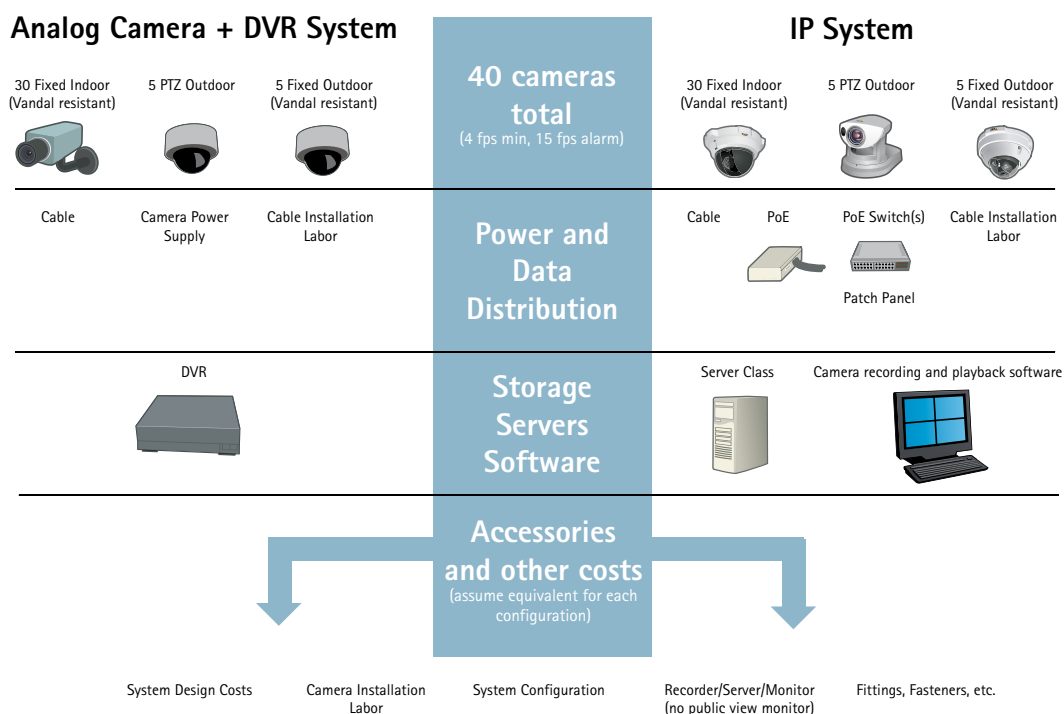 Analog Camera + DVR System
IP System
30 Fixed Indoor
(Vandal resistant)
5 PTZ Outdoor
5 Fixed Outdoor
(Vandal resistant)
40 cameras
total
(4 fps min, 15 fps alarm)
30 Fixed Indoor
(Vandal resistant)
5 PTZ Outdoor
5 Fixed Outdoor
(Vandal resistant)
Cable
Camera Power
Supply
Cable Installation
Labor
Power and
Data
Distribution
Cable
PoE
PoE Switch(s)
Patch Panel
Cable Installation
Labor
DVR
Storage
Servers
Software
Server Class
Camera recording and playback software
Accessories
and other costs
(assume equivalent for each
configuration)
System Design Costs
Camera Installation
Labor
System Configuration
Recorder/Server/Monitor
(no public view monitor)
Fittings, Fasteners, etc.